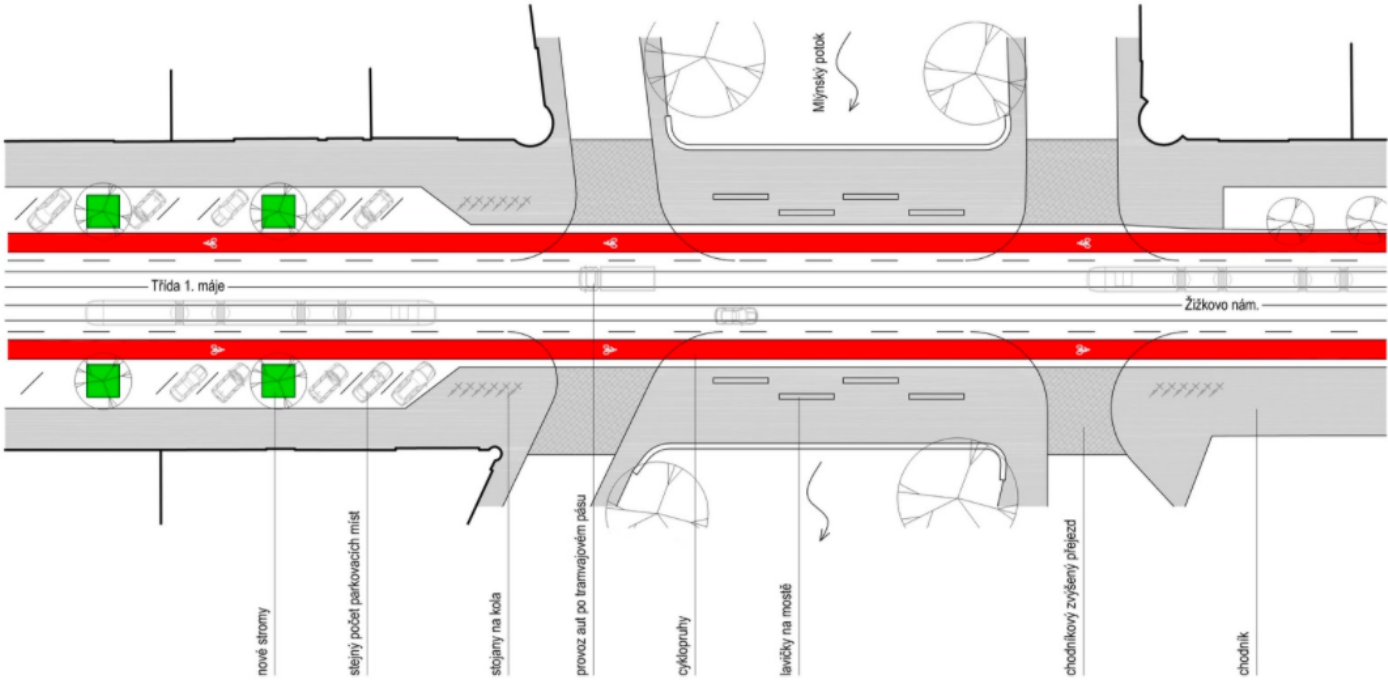 Mlýnský potok
Třída 1. máje
Žižkovo nám.
nové stromy
stejný počet parkovacích míst
stojany na kola
provoz aut po tramvajovém pásu
cyklopruhy
lavičky na mostě
chodníkový zvýšený přejezd
chodník